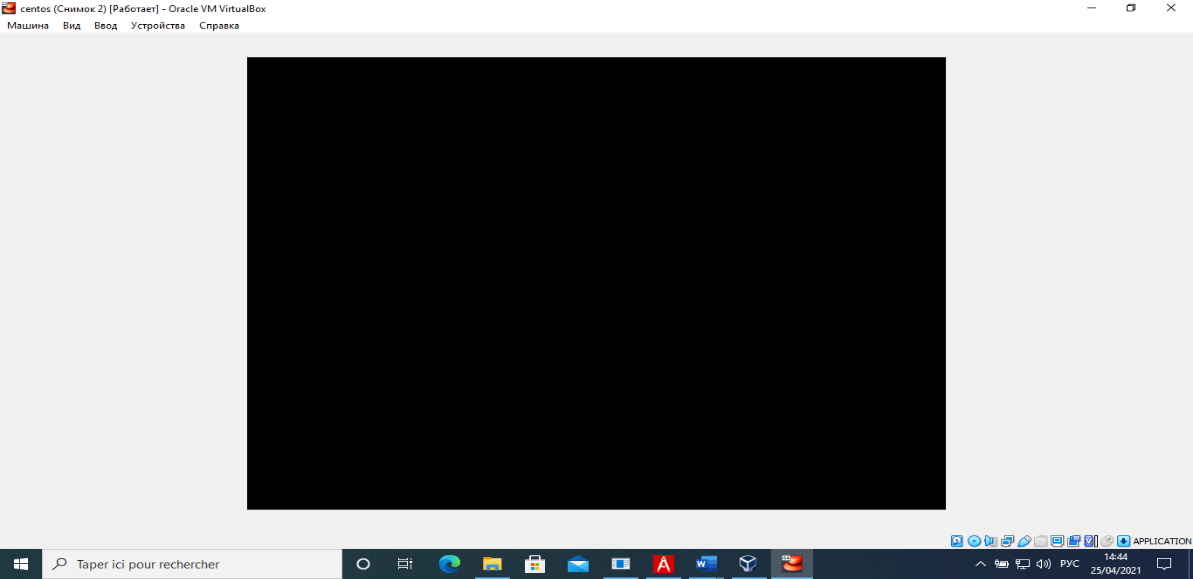 centos (Снимок 2) [Работает] - Oracle VM VirtualBox
Машина Вид Ввод Устройства Справка
APPLICATION
Taper ici pour rechercher
РУС
14:44
25/04/2021